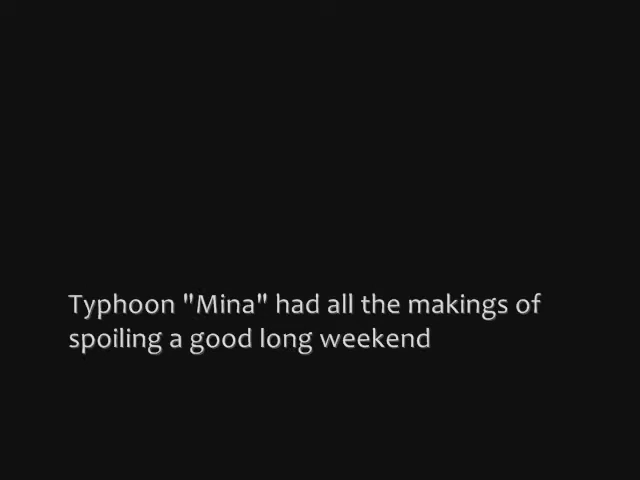 Typhoon "Mina" had all the makings of
spoiling a good long weekend